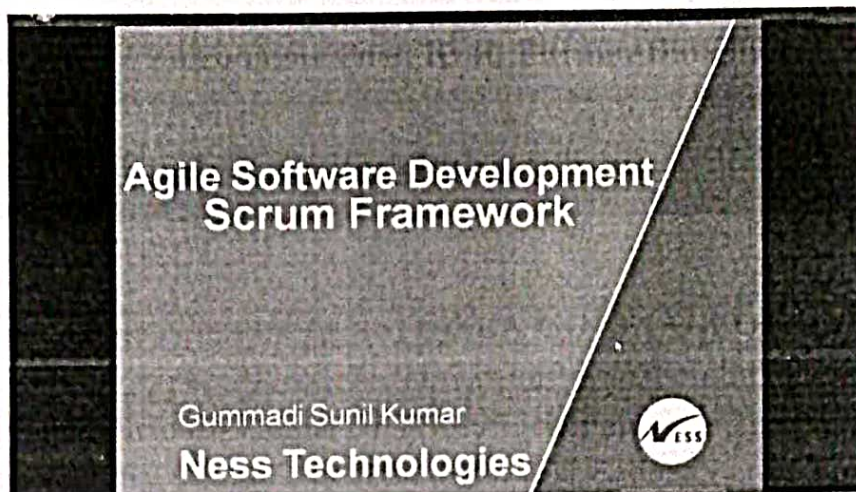 Agile Software Development
Scrum Framework
Gummadi Sunil Kumar
Ness Technologies
NESS